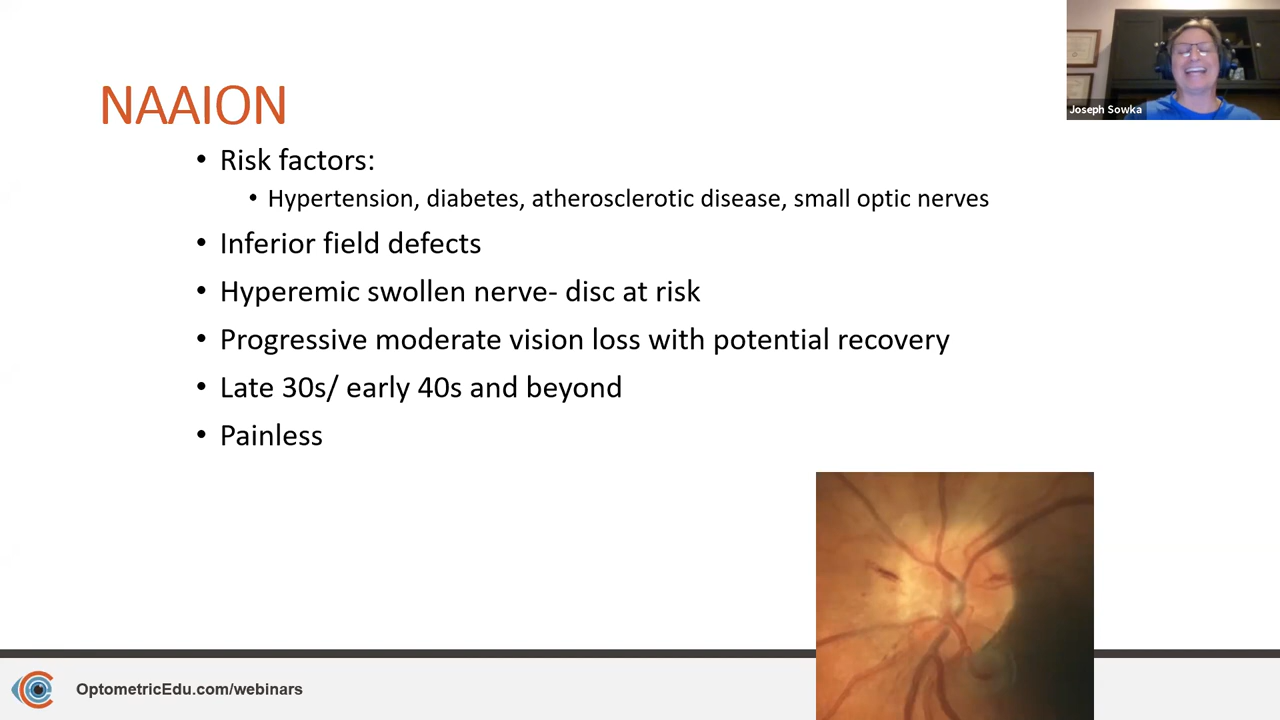 NAAION
• Risk factors:
• Hypertension, diabetes, atherosclerotic disease, small optic nerves
• Inferior field defects
• Hyperemic swollen nerve- disc at risk
• Progressive moderate vision loss with potential recovery
• Late 30s/ early 40s and beyond
• Painless
Joseph Sowka
OptometricEdu.com/webinars